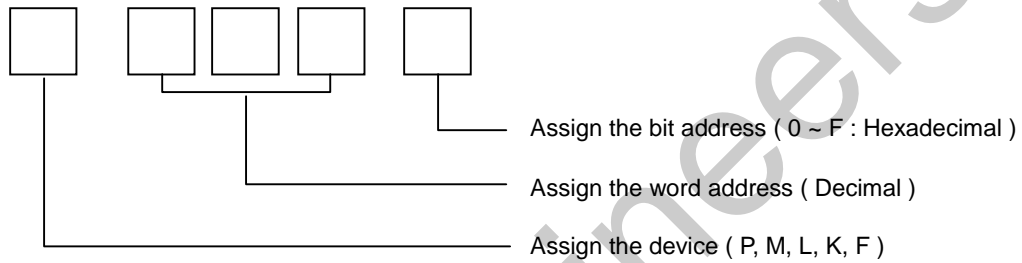 Assign the bit address ( 0 ~ F : Hexadecimal )
Assign the word address ( Decimal )
Assign the device ( P, M, L, K, F )